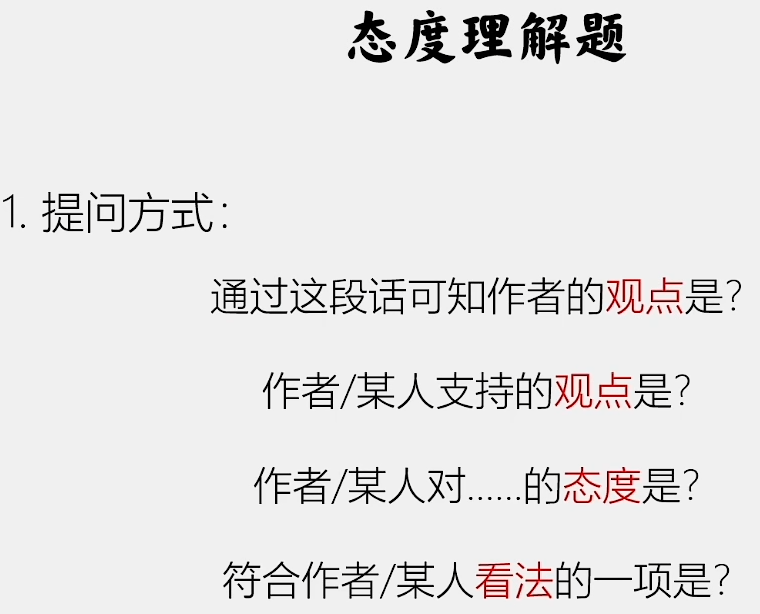 态度理解题
1. 提问方式：
通过这段话可知作者的观点是？
作者/某人支持的观点是？
作者/某人对......的态度是？
符合作者/某人看法的一项是？